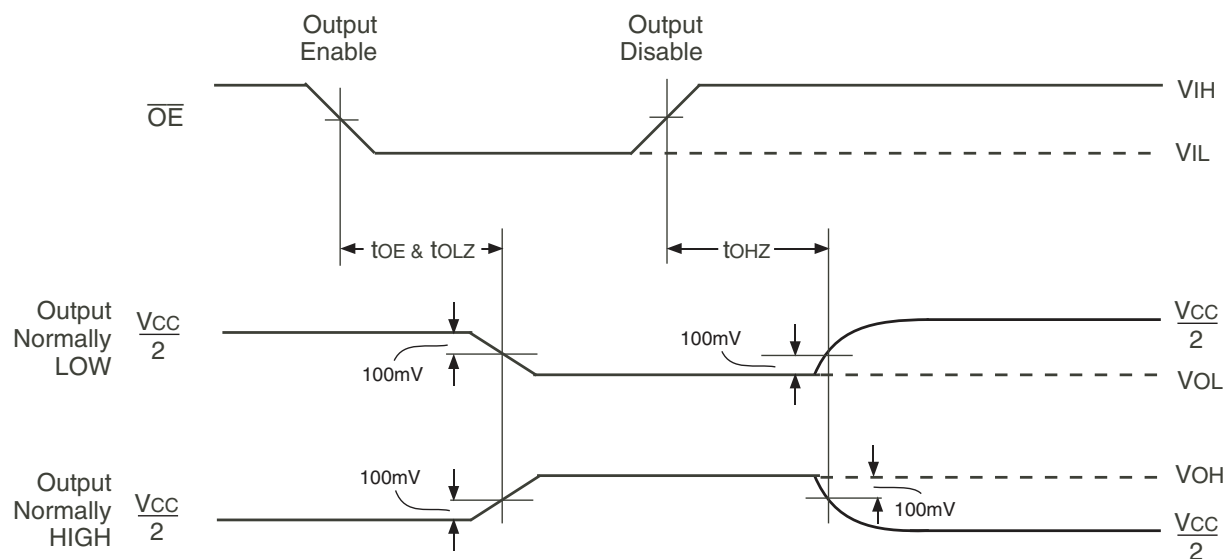 Output
Enable
Output
Disable
OE
VIH
VIL
tOE & tOLZ
tOHZ
Output
Normally
LOW
VCC
2
100mV
100mV
VCC
2
VOL
Output
Normally
HIGH
VCC
2
100mV
VOH
100mV
VCC
2